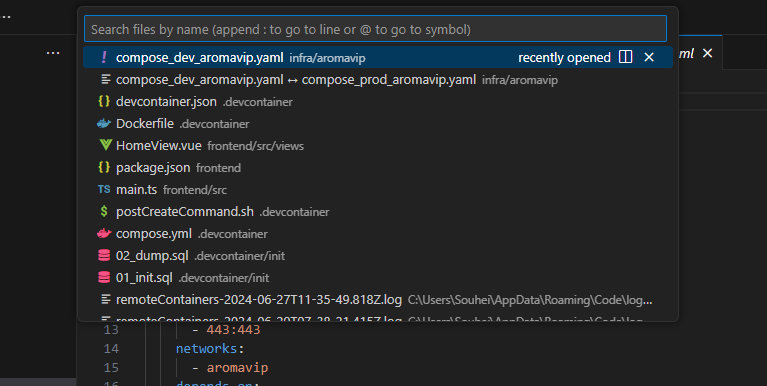 Search files by name (append : to go to line or @ to go to symbol)
! compose_dev_aromavip.yaml infra/aromavip recently opened
ml
compose_dev_aromavip.yaml ↔ compose_prod_aromavip.yaml infra/aromavip
{} devcontainer.json .devcontainer
Dockerfile .devcontainer
HomeView.vue frontend/src/views
{} package.json frontend
TS main.ts frontend/src
$ postCreateCommand.sh .devcontainer
compose.yml .devcontainer
02_dump.sql .devcontainer/init
01_init.sql .devcontainer/init
remoteContainers-2024-06-27T11-35-49.818Z.log C:\Users\Souhei\AppData\Roaming\Code\log...
13 - 443:443
14 networks:
15 - aromavip
16 depends_on: